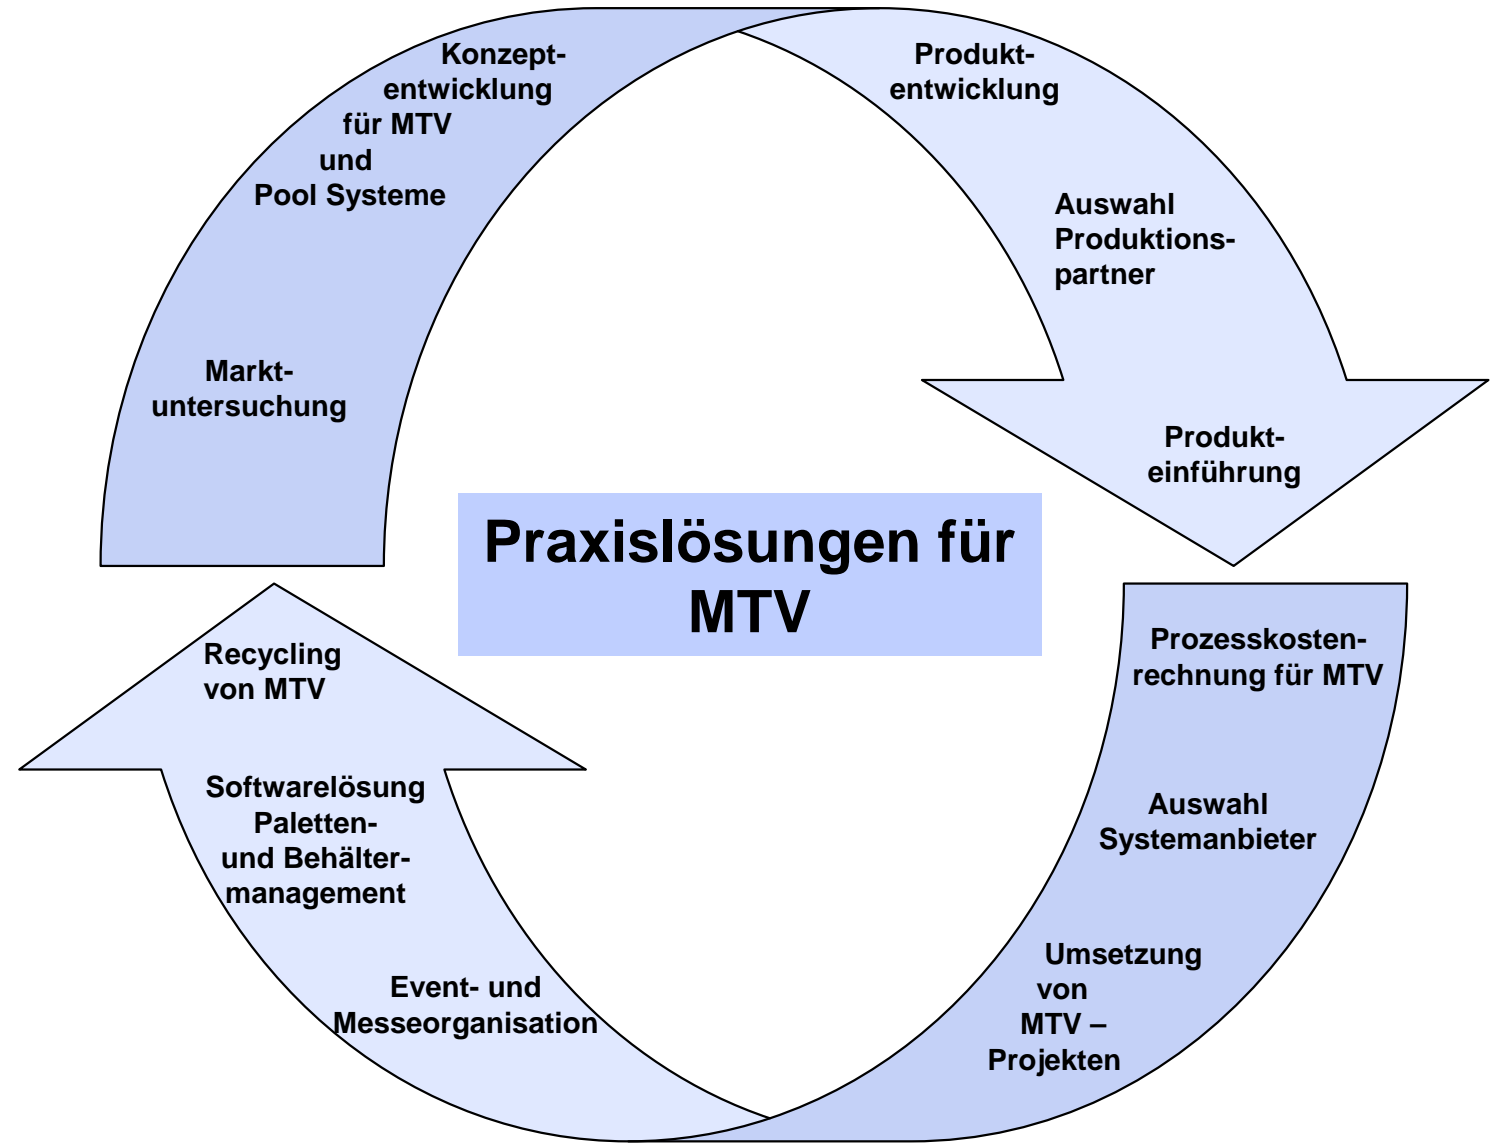 Konzept-
entwicklung
für MTV
und
Pool Systeme
Produkt-
entwicklung
Auswahl
Produktions-
partner
Markt-
untersuchung
Produkt-
einführung
Praxislösungen für
MTV
Recycling
von MTV
Prozesskosten-
rechnung für MTV
Softwarelösung
Paletten-
und Behälter-
management
Auswahl
Systemanbieter
Event- und
Messeorganisation
Umsetzung
von
MTV –
Projekten